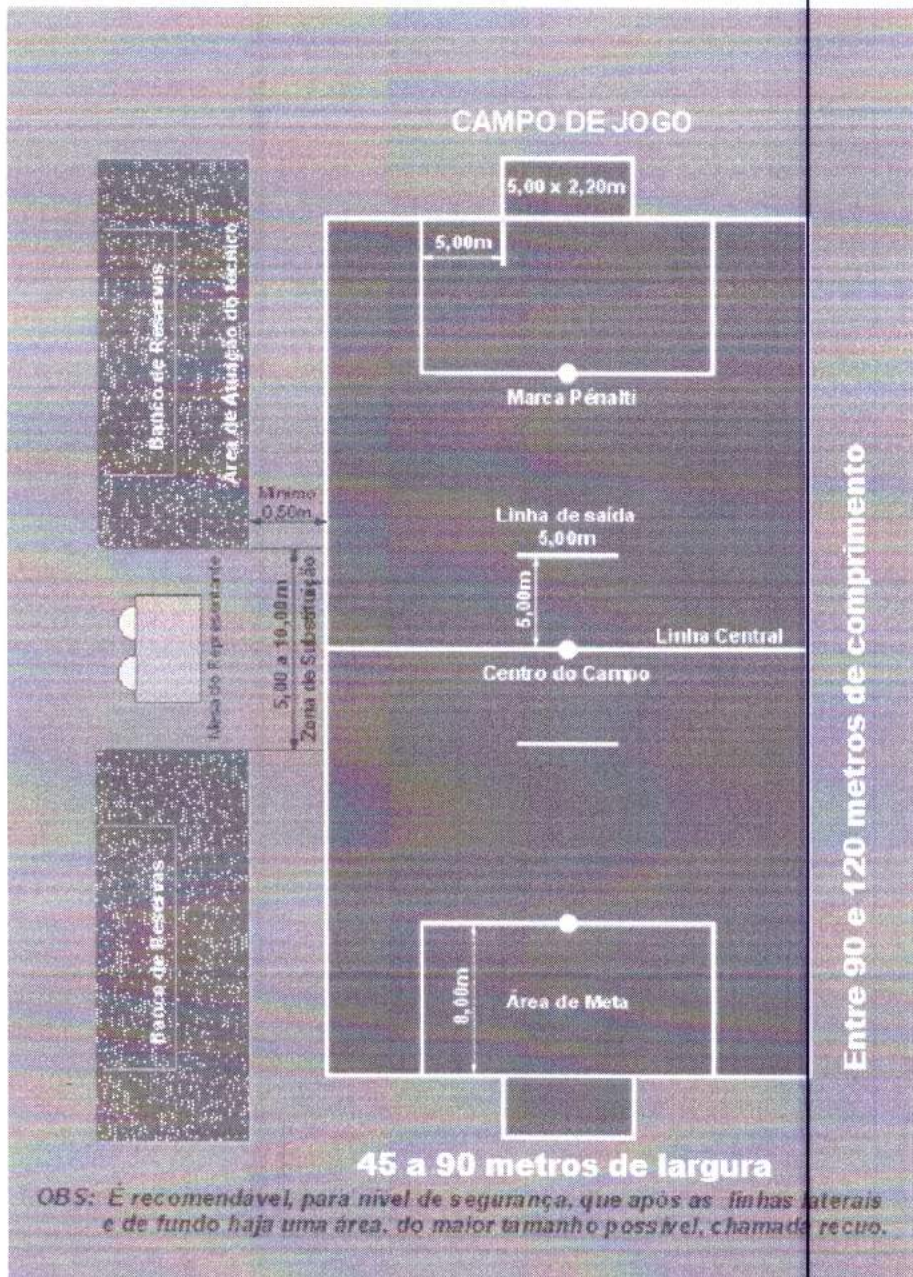 CAMPO DE JOGO
5,00 x 2,20m
5,00m
Banco de Reservas
Área de Atuação do técnico
Marca Pénalti
Mínimo
0,50m
Linha de saída
5,00m
5,00m
Mesa do Representante
5,00 a 10,00m
Zona de Substituição
Linha Central
Centro do Campo
Entre 90 e 120 metros de comprimento
Banco de Reservas
8,00m
Área de Meta
45 a 90 metros de largura
OBS: É recomendável, para nível de segurança, que após as linhas laterais
e de fundo haja uma área, do maior tamanho possível, chamada recuo.